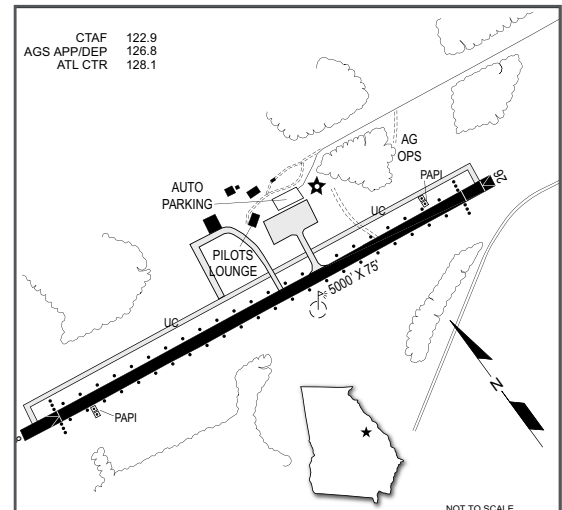 CTAF 122.9
AGS APP/DEP 126.8
ATL CTR 128.1
AG
OPS
PAPI
26
AUTO
PARKING
UC
PILOTS
LOUNGE
5000' X 75'
UC
PAPI
N
NOT TO SCALE